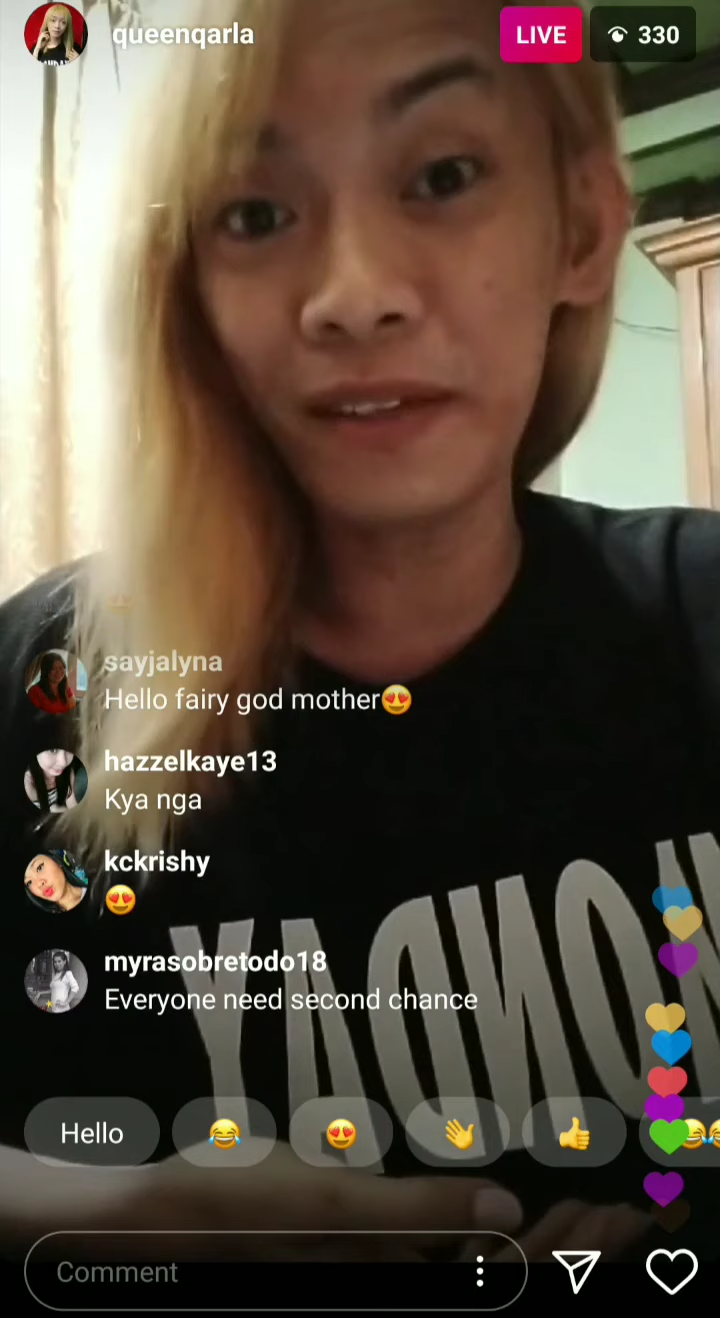 queenqarla
LIVE
330
sayjalyna
Hello fairy god mother😍
hazzelkaye13
Kya nga
kckrishy
😍
myrasobretodo18
Everyone need second chance
MONDAY
Hello 😂 😍 👋 👍 😂
Comment